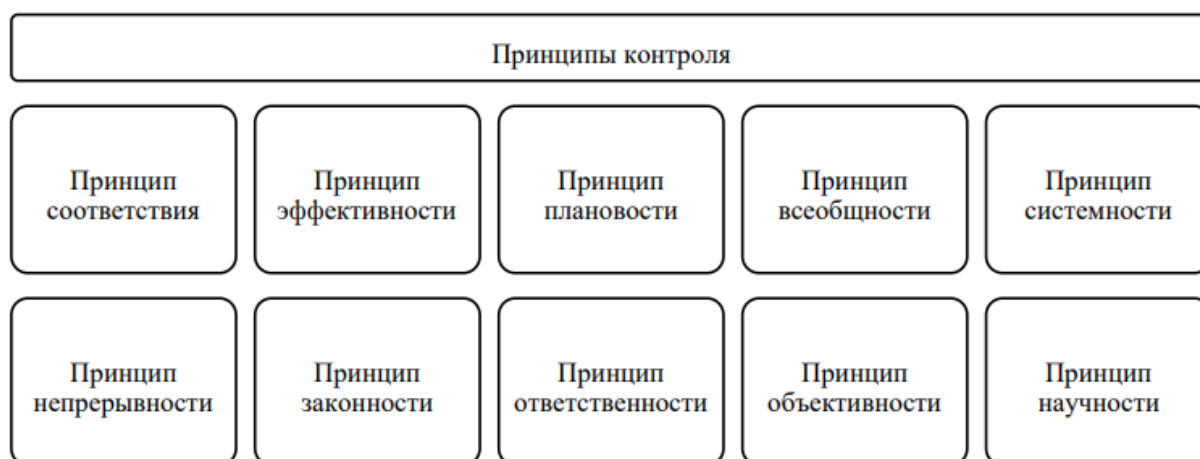 Принципы контроля
Принцип
соответствия
Принцип
эффективности
Принцип
плановости
Принцип
всеобщности
Принцип
системности
Принцип
непрерывности
Принцип
законности
Принцип
ответственности
Принцип
объективности
Принцип
научности